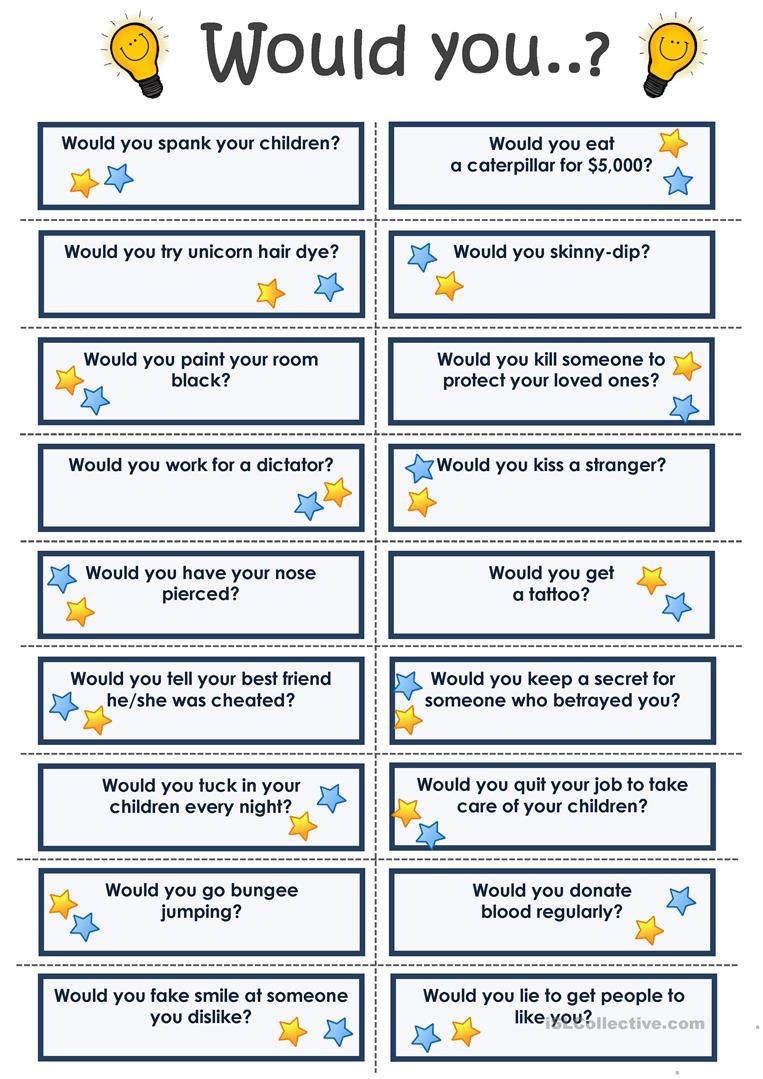 Would you..?
Would you spank your children?
Would you eat
a caterpillar for $5,000?
Would you try unicorn hair dye?
Would you skinny-dip?
Would you paint your room
black?
Would you kill someone to
protect your loved ones?
Would you work for a dictator?
Would you kiss a stranger?
Would you have your nose
pierced?
Would you get
a tattoo?
Would you tell your best friend
he/she was cheated?
Would you keep a secret for
someone who betrayed you?
Would you tuck in your
children every night?
Would you quit your job to take
care of your children?
Would you go bungee
jumping?
Would you donate
blood regularly?
Would you fake smile at someone
you dislike?
Would you lie to get people to
like you?
iSLCollective.com